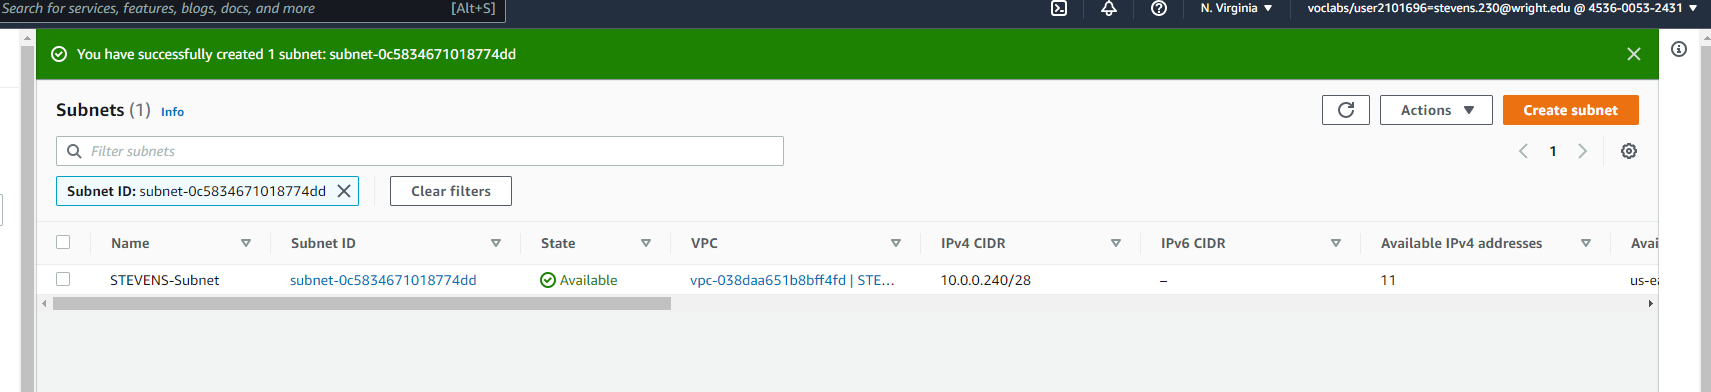 Search for services, features, blogs, docs, and more [Alt+S] N. Virginia voclabs/user2101696=stevens.230@wright.edu @ 4536-0053-2431
You have successfully created 1 subnet: subnet-0c5834671018774dd
Subnets (1) Info Actions Create subnet
Filter subnets 1
Subnet ID: subnet-0c5834671018774dd Clear filters
Name Subnet ID State VPC IPv4 CIDR IPv6 CIDR Available IPv4 addresses Avai
STEVENS-Subnet subnet-0c5834671018774dd Available vpc-038daa651b8bff4fd | STE... 10.0.0.240/28 – 11 us-ea